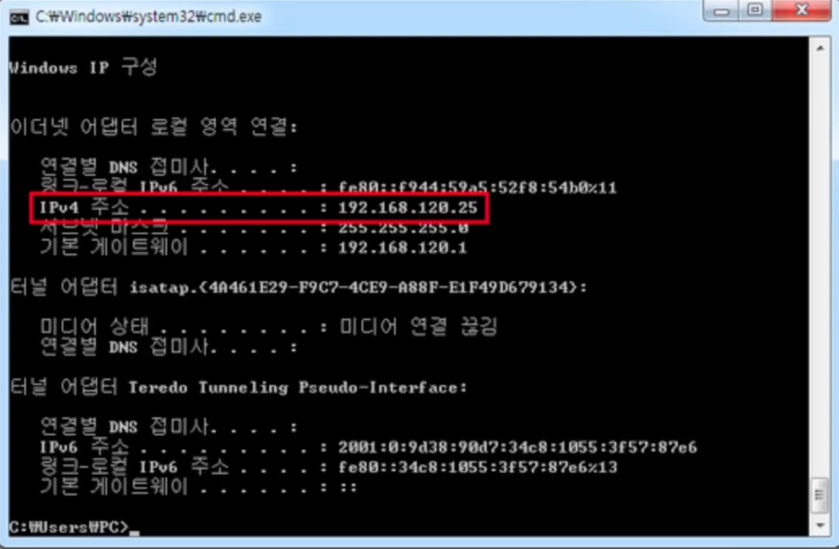 C:\Windows\system32\cmd.exe
Windows IP 구성
이더넷 어댑터 로컬 영역 연결:
연결별 DNS 접미사. . . . :
링크-로컬 IPv6 주소 . . . . : fe80::f944:59a5:52f8:54b0%11
IPv4 주소 . . . . . . . . . : 192.168.120.25
서브넷 마스크 . . . . . . . : 255.255.255.0
기본 게이트웨이 . . . . . . : 192.168.120.1
터널 어댑터 isatap.{4A461E29-F9C7-4CE9-A88F-E1F49D679134}:
미디어 상태 . . . . . . . . : 미디어 연결 끊김
연결별 DNS 접미사. . . . :
터널 어댑터 Teredo Tunneling Pseudo-Interface:
연결별 DNS 접미사. . . . :
IPv6 주소 . . . . . . . . . : 2001:0:9d38:90d7:34c8:1055:3f57:87e6
링크-로컬 IPv6 주소 . . . . : fe80::34c8:1055:3f57:87e6%13
기본 게이트웨이 . . . . . . : ::
C:₩Users₩PC>_